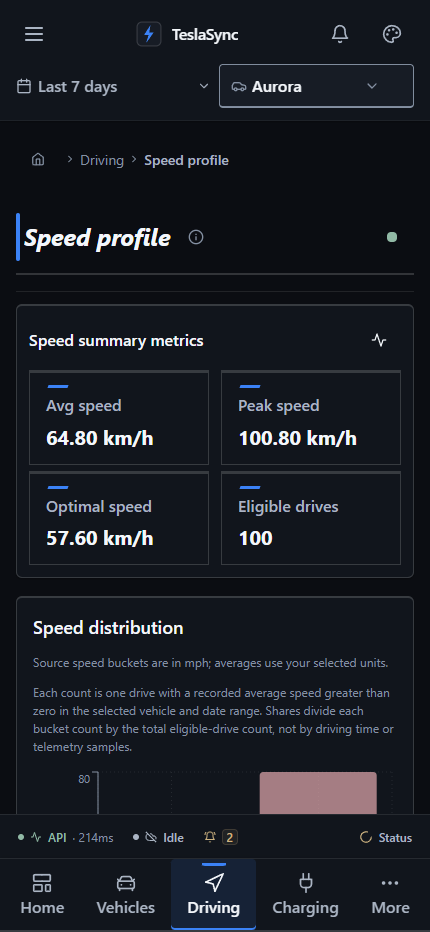 TeslaSync
Last 7 days
Aurora
Driving
Speed profile
Speed profile
Speed summary metrics
Avg speed
Peak speed
64.80 km/h
100.80 km/h
Optimal speed
Eligible drives
57.60 km/h
100
Speed distribution
Source speed buckets are in mph; averages use your selected units.
Each count is one drive with a recorded average speed greater than
zero in the selected vehicle and date range. Shares divide each
bucket count by the total eligible-drive count, not by driving time or
telemetry samples.
80
API · 214ms
Idle
2
Status
Home
Vehicles
Driving
Charging
More